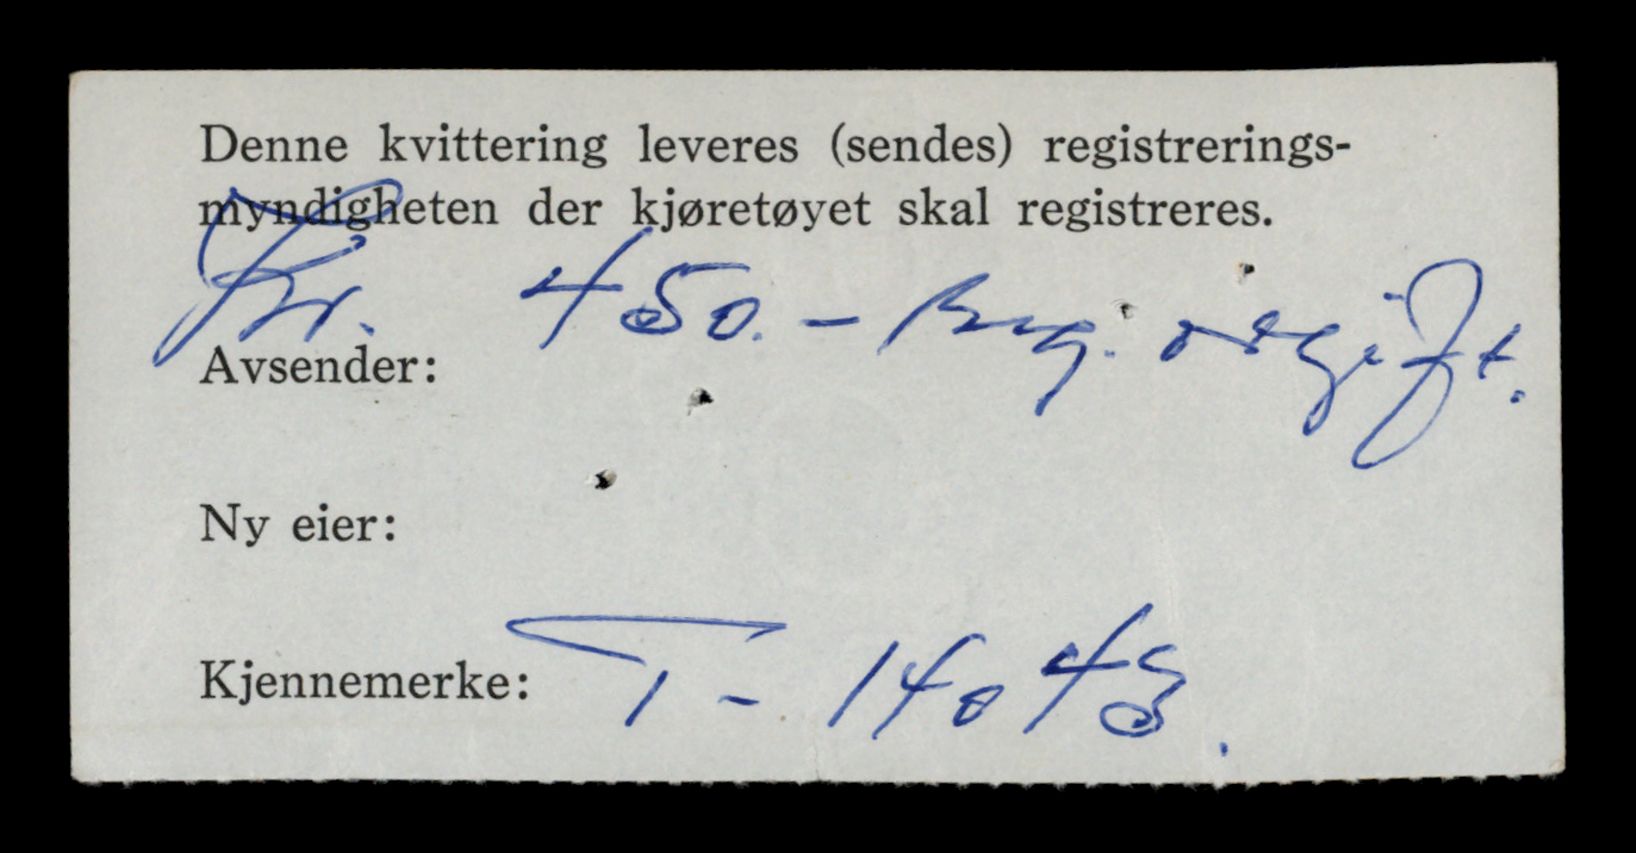 Denne kvittering leveres (sendes) registrerings-
myndigheten der kjøretøyet skal registreres.
Kr. 450.- Reg. avgift.
Avsender:
Ny eier:
Kjennemerke: T - 14043.